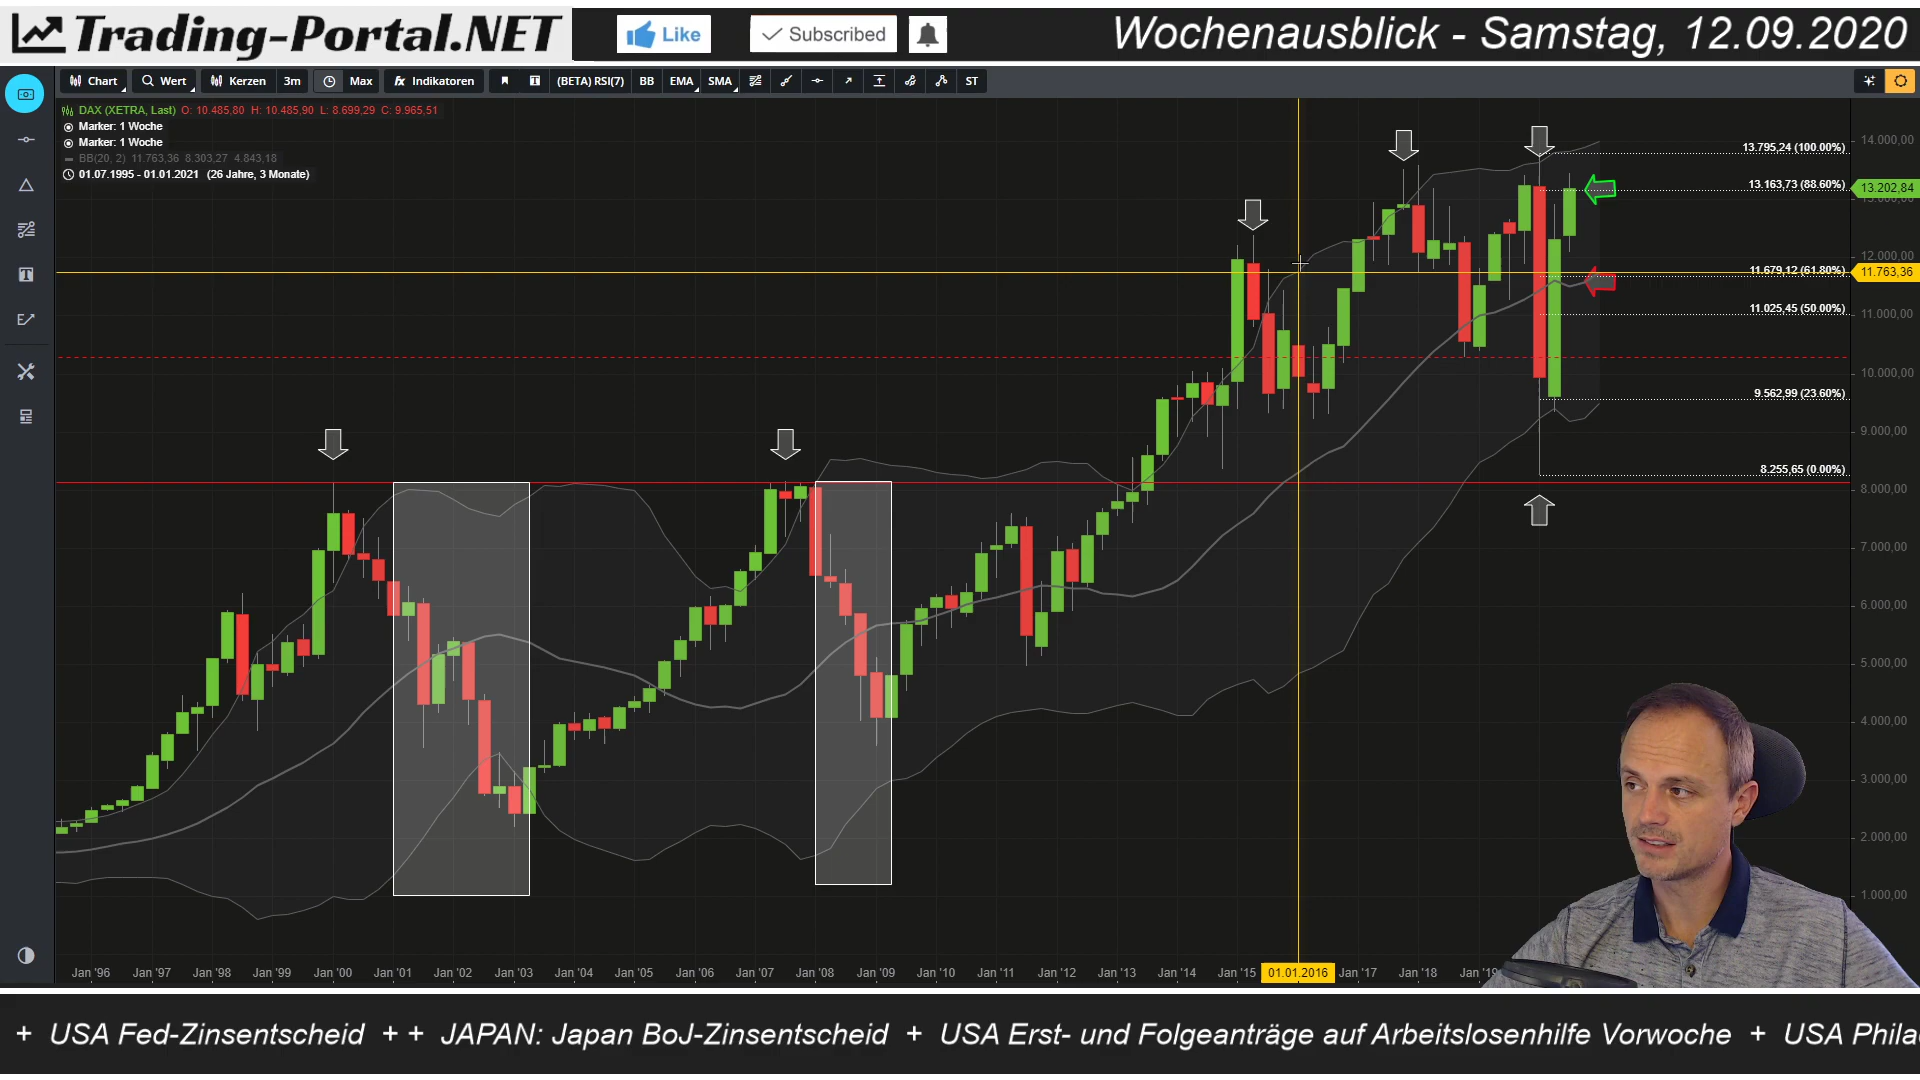 Trading-Portal.NET
Like
Subscribed
Wochenausblick - Samstag, 12.09.2020
Chart
Wert
Kerzen
3m
Max
fx Indikatoren
T
(BETA) RSI(7)
BB
EMA
SMA
ST
DAX (XETRA, Last) O: 10.485,80 H: 10.485,90 L: 8.699,29 C: 9.965,51
Marker: 1 Woche
Marker: 1 Woche
BB(20, 2) 11.763,36 8.303,27 4.843,18
01.07.1995 - 01.01.2021 (26 Jahre, 3 Monate)
14.000,00
13.795,24 (100.00%)
13.163,73 (88.60%)
13.202,84
12.000,00
11.679,12 (61.80%)
11.763,36
11.025,45 (50.00%)
11.000,00
10.000,00
9.562,99 (23.60%)
9.000,00
8.255,65 (0.00%)
8.000,00
7.000,00
6.000,00
5.000,00
4.000,00
3.000,00
2.000,00
1.000,00
Jan '96 Jan '97 Jan '98 Jan '99 Jan '00 Jan '01 Jan '02 Jan '03 Jan '04 Jan '05 Jan '06 Jan '07 Jan '08 Jan '09 Jan '10 Jan '11 Jan '12 Jan '13 Jan '14 Jan '15 01.01.2016 Jan '17 Jan '18 Jan '19
+ USA Fed-Zinsentscheid + + JAPAN: Japan BoJ-Zinsentscheid + USA Erst- und Folgeanträge auf Arbeitslosenhilfe Vorwoche + USA Phila